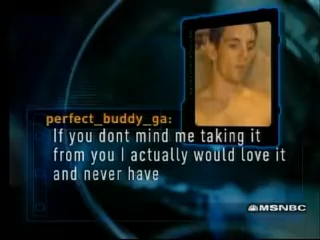 perfect_buddy_ga:
If you dont mind me taking it
from you I actually would love it
and never have
MSNBC